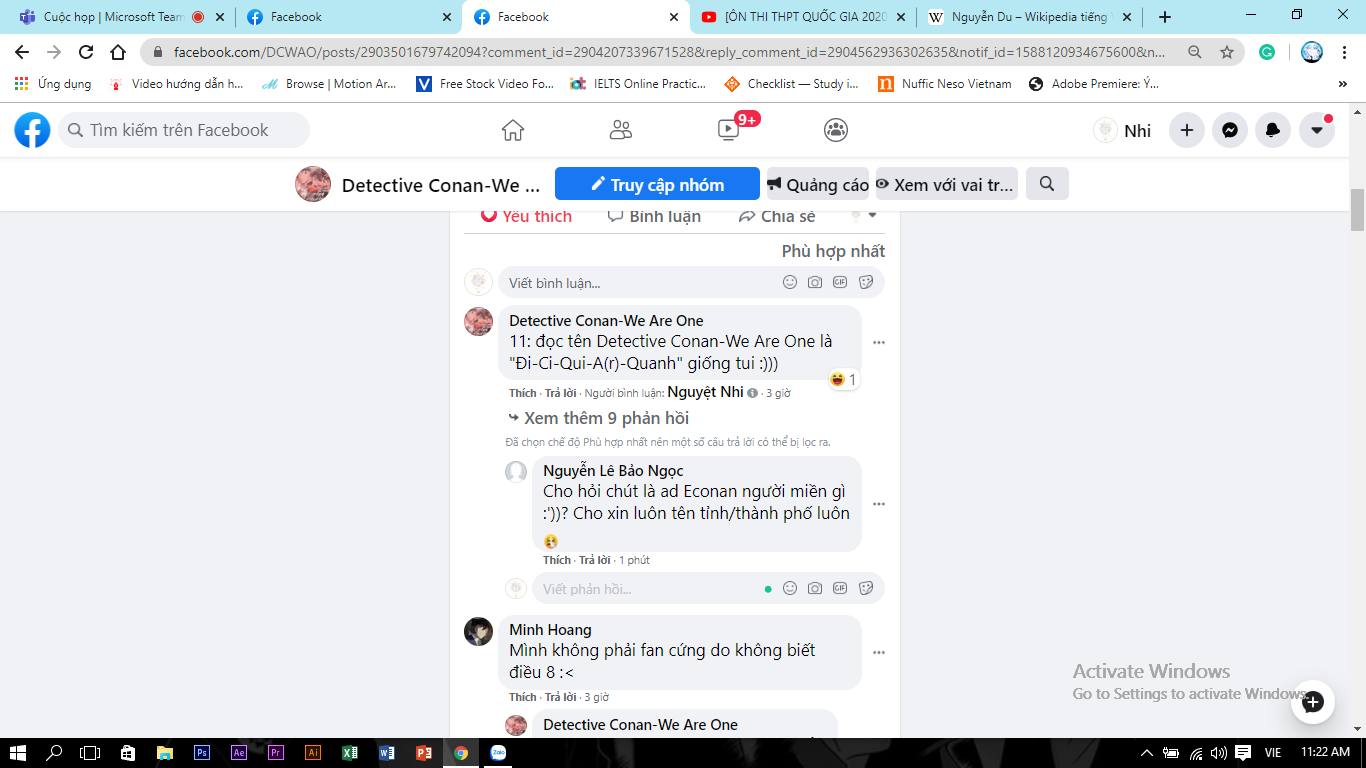 Cuộc họp | Microsoft Team
Facebook
Facebook
[ÔN THI THPT QUỐC GIA 2020
Nguyễn Du – Wikipedia tiếng
facebook.com/DCWAO/posts/2903501679742094?comment_id=2904207339671528&reply_comment_id=2904562936302635&notif_id=1588120934675600&n...
Ứng dụng
Video hướng dẫn h...
Browse | Motion Ar...
Free Stock Video Fo...
IELTS Online Practic...
Checklist — Study i...
Nuffic Neso Vietnam
Adobe Premiere: Ý...
Tìm kiếm trên Facebook
9+
Nhi
Detective Conan-We ...
Truy cập nhóm
Quảng cáo
Xem với vai tr...
Yêu thích
Bình luận
Chia sẻ
Phù hợp nhất
Viết bình luận...
GIF
Detective Conan-We Are One
11: đọc tên Detective Conan-We Are One là
"Đi-Ci-Qui-A(r)-Quanh" giống tui :)))
1
Thích · Trả lời · Người bình luận: Nguyệt Nhi · 3 giờ
Xem thêm 9 phản hồi
Đã chọn chế độ Phù hợp nhất nên một số câu trả lời có thể bị lọc ra.
Nguyễn Lê Bảo Ngọc
Cho hỏi chút là ad Econan người miền gì
:'))? Cho xin luôn tên tỉnh/thành phố luôn
Thích · Trả lời · 1 phút
Viết phản hồi...
GIF
Minh Hoang
Mình không phải fan cứng do không biết
điều 8 :<
Thích · Trả lời · 3 giờ
Detective Conan-We Are One
Activate Windows
Go to Settings to activate Windows.
Ps
Ae
Pr
Ai
Zalo
VIE
11:22 AM